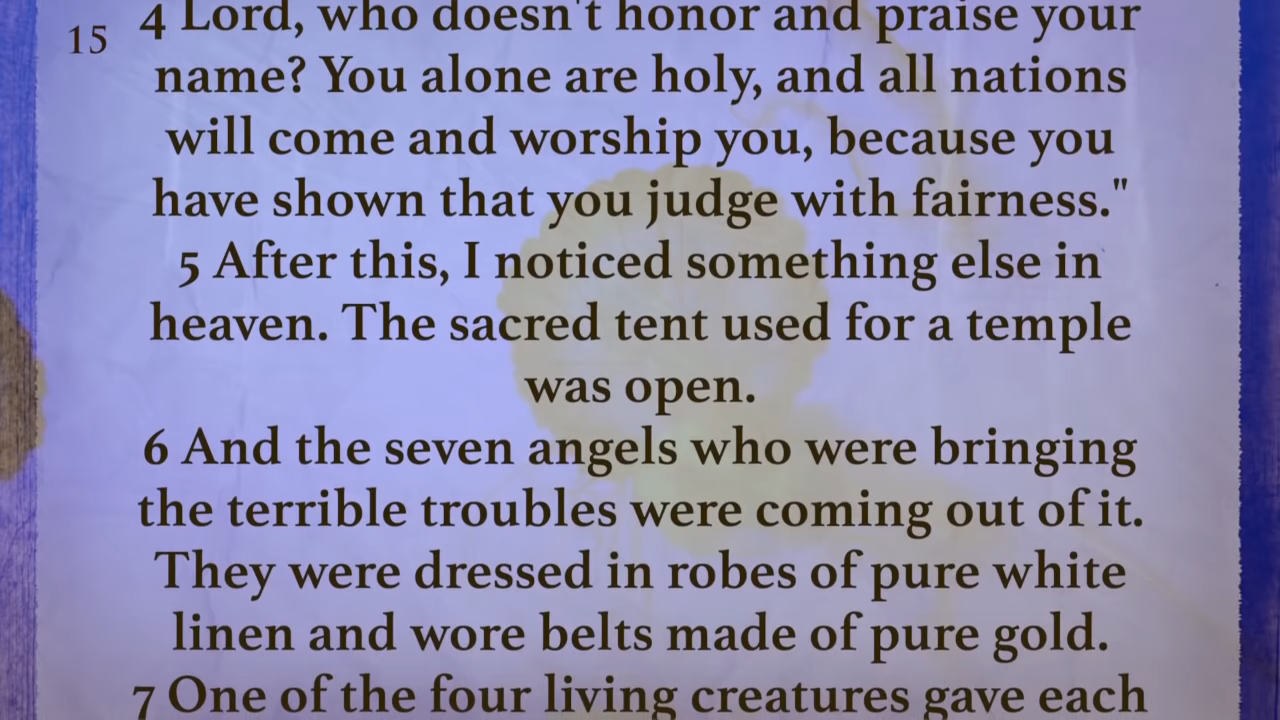 15
4 Lord, who doesn't honor and praise your
name? You alone are holy, and all nations
will come and worship you, because you
have shown that you judge with fairness."
5 After this, I noticed something else in
heaven. The sacred tent used for a temple
was open.
6 And the seven angels who were bringing
the terrible troubles were coming out of it.
They were dressed in robes of pure white
linen and wore belts made of pure gold.
7 One of the four living creatures gave each